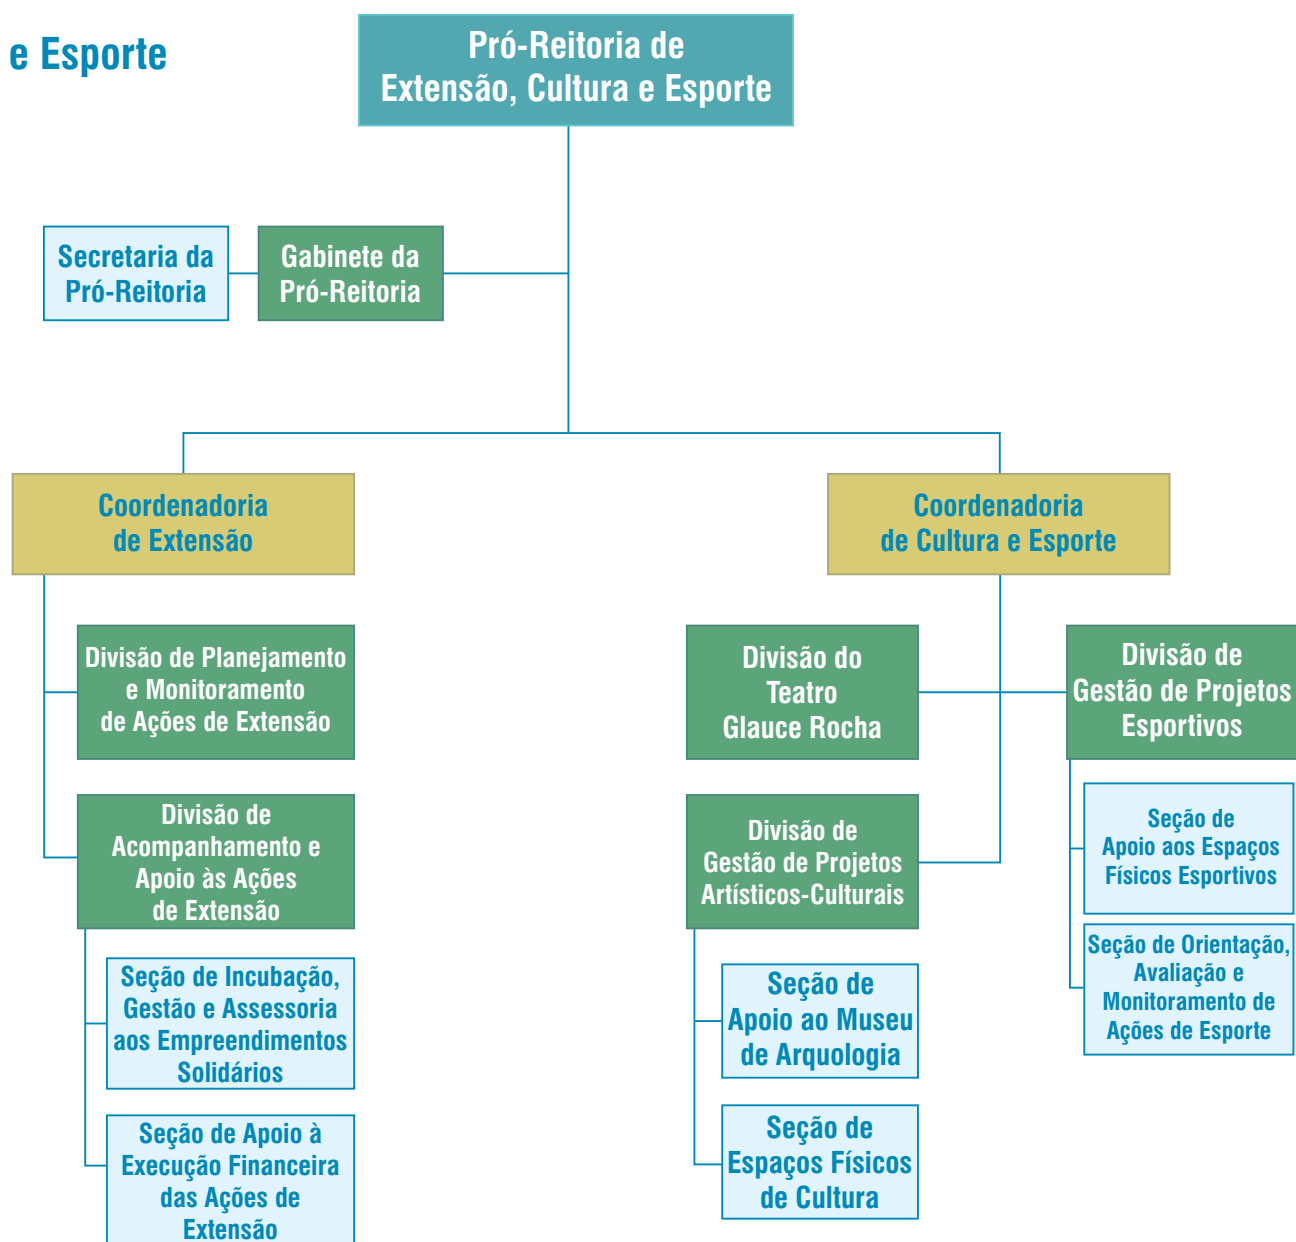 e Esporte
Pró-Reitoria de
Extensão, Cultura e Esporte
Secretaria da
Pró-Reitoria
Gabinete da
Pró-Reitoria
Coordenadoria
de Extensão
Coordenadoria
de Cultura e Esporte
Divisão de Planejamento
e Monitoramento
de Ações de Extensão
Divisão de
Acompanhamento e
Apoio às Ações
de Extensão
Seção de Incubação,
Gestão e Assessoria
aos Empreendimentos
Solidários
Seção de Apoio à
Execução Financeira
das Ações de
Extensão
Divisão do
Teatro
Glauce Rocha
Divisão de
Gestão de Projetos
Artísticos-Culturais
Seção de
Apoio ao Museu
de Arquologia
Seção de
Espaços Físicos
de Cultura
Divisão de
Gestão de Projetos
Esportivos
Seção de
Apoio aos Espaços
Físicos Esportivos
Seção de Orientação,
Avaliação e
Monitoramento de
Ações de Esporte